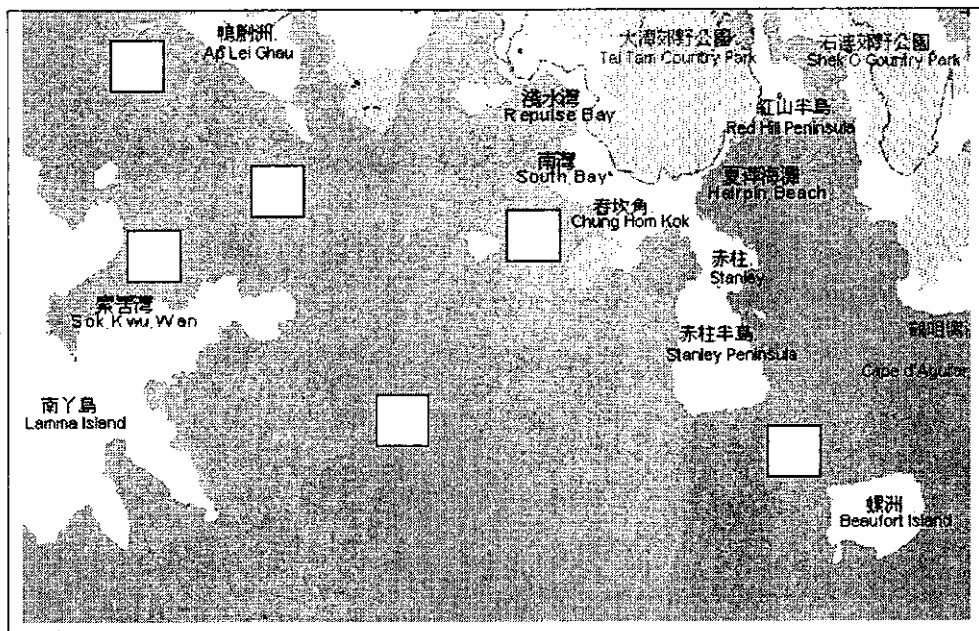 鴨脷洲
Ap Lei Chau
大潭郊野公園
Tai Tam Country Park
石澳郊野公園
Shek O Country Park
淺水灣
Repulse Bay
紅山半島
Red Hill Peninsula
南灣
South Bay
夏萍海灘
Hairpin Beach
舂坎角
Chung Hom Kok
赤柱
Stanley
索罟灣
Sok Kwu Wan
赤柱半島
Stanley Peninsula
Cape d'Aguilar
南丫島
Lamma Island
螺洲
Beaufort Island